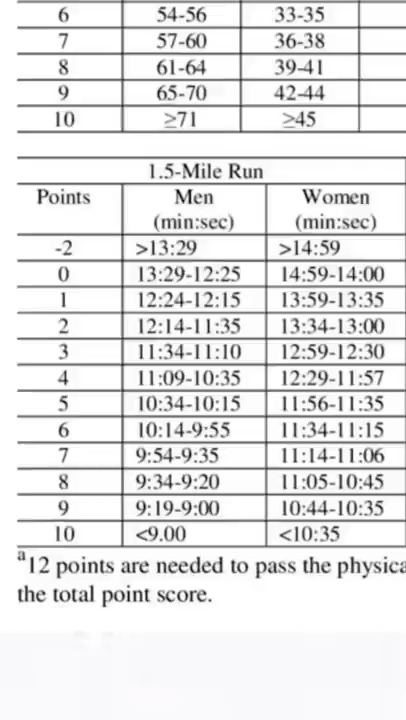 6 54-56 33-35
7 57-60 36-38
8 61-64 39-41
9 65-70 42-44
10 ≥71 ≥45
1.5-Mile Run
Points Men Women
(min:sec) (min:sec)
-2 >13:29 >14:59
0 13:29-12:25 14:59-14:00
1 12:24-12:15 13:59-13:35
2 12:14-11:35 13:34-13:00
3 11:34-11:10 12:59-12:30
4 11:09-10:35 12:29-11:57
5 10:34-10:15 11:56-11:35
6 10:14-9:55 11:34-11:15
7 9:54-9:35 11:14-11:06
8 9:34-9:20 11:05-10:45
9 9:19-9:00 10:44-10:35
10 <9.00 <10:35
a12 points are needed to pass the physica
the total point score.